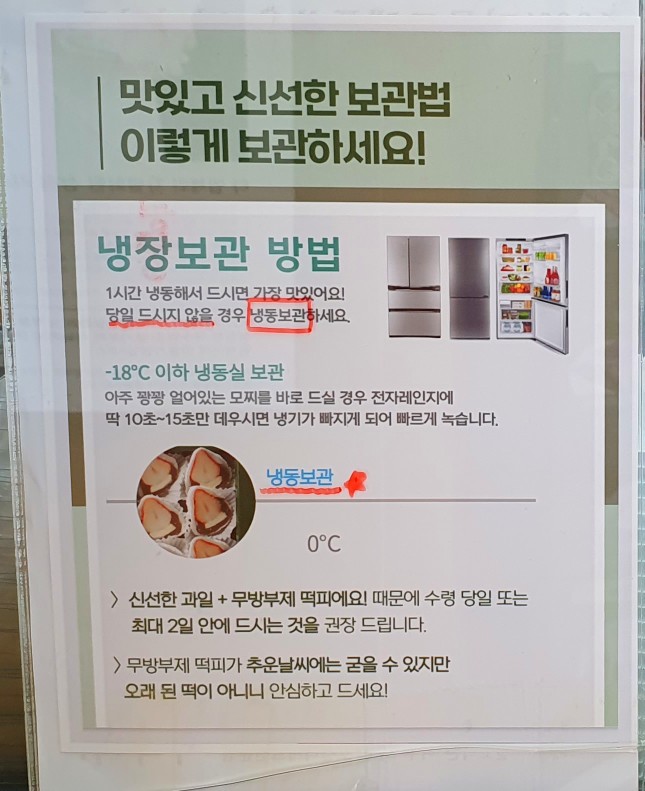 맛있고 신선한 보관법
이렇게 보관하세요!
냉장보관 방법
1시간 냉동해서 드시면 가장 맛있어요!
당일 드시지 않을 경우 냉동보관하세요.
-18°C 이하 냉동실 보관
아주 꽝꽝 얼어있는 모찌를 바로 드실 경우 전자레인지에
딱 10초~15초만 데우시면 냉기가 빠지게 되어 빠르게 녹습니다.
냉동보관
0°C
〉 신선한 과일 + 무방부제 떡피에요! 때문에 수령 당일 또는
최대 2일 안에 드시는 것을 권장 드립니다.
〉 무방부제 떡피가 추운날씨에는 굳을 수 있지만
오래 된 떡이 아니니 안심하고 드세요!